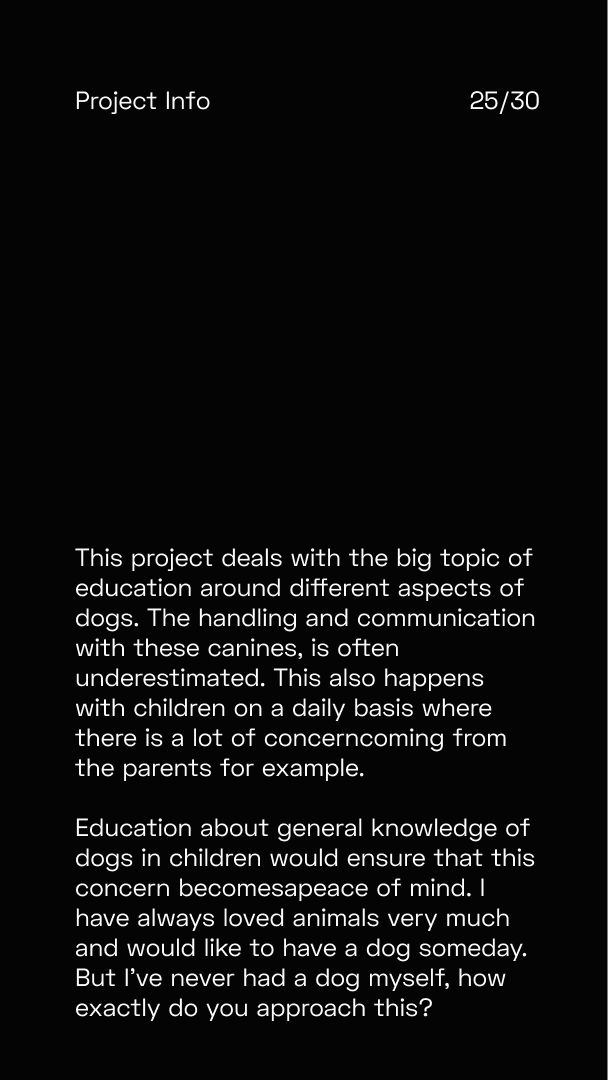 Project Info 25/30
This project deals with the big topic of
education around different aspects of
dogs. The handling and communication
with these canines, is often
underestimated. This also happens
with children on a daily basis where
there is a lot of concerncoming from
the parents for example.
Education about general knowledge of
dogs in children would ensure that this
concern becomesapeace of mind. I
have always loved animals very much
and would like to have a dog someday.
But I’ve never had a dog myself, how
exactly do you approach this?